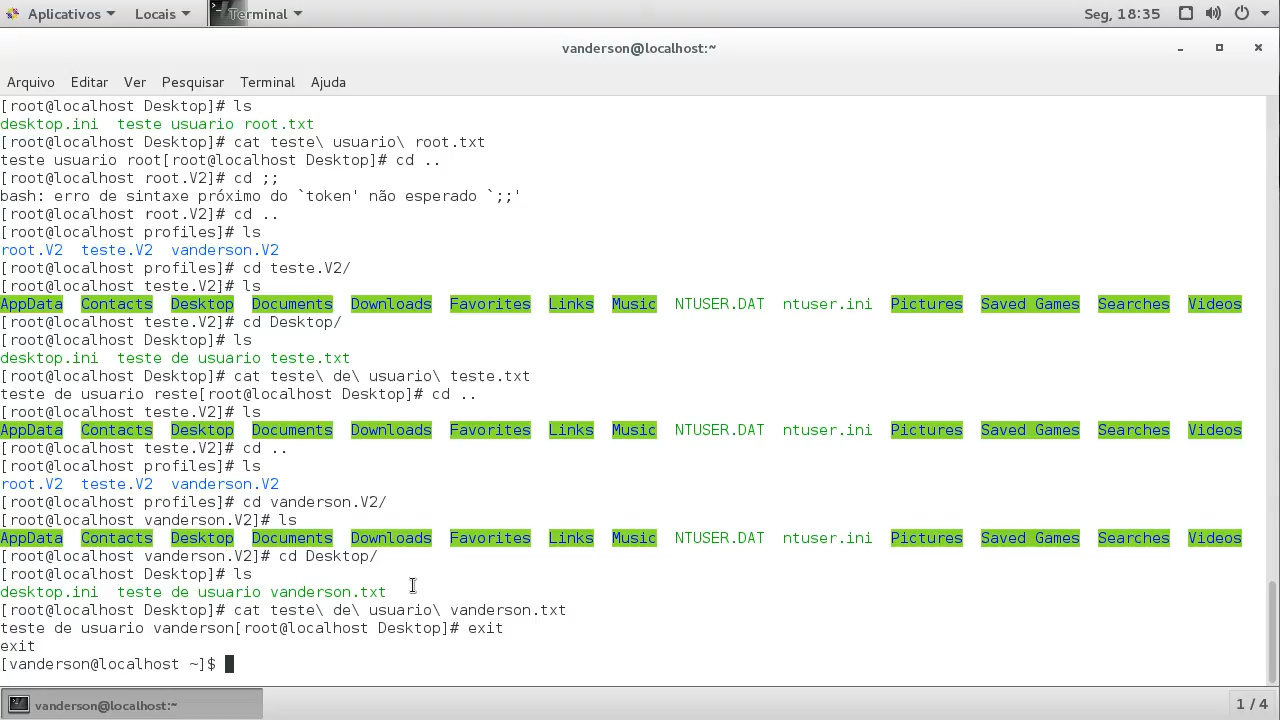 Aplicativos Locais Terminal Seg, 18:35
vanderson@localhost:~
Arquivo Editar Ver Pesquisar Terminal Ajuda
[root@localhost Desktop]# ls
desktop.ini  teste usuario root.txt
[root@localhost Desktop]# cat teste\ usuario\ root.txt
teste usuario root[root@localhost Desktop]# cd ..
[root@localhost root.V2]# cd ;;
bash: erro de sintaxe próximo do `token' não esperado `;;'
[root@localhost root.V2]# cd ..
[root@localhost profiles]# ls
root.V2  teste.V2  vanderson.V2
[root@localhost profiles]# cd teste.V2/
[root@localhost teste.V2]# ls
AppData  Contacts  Desktop  Documents  Downloads  Favorites  Links  Music  NTUSER.DAT  ntuser.ini  Pictures  Saved Games  Searches  Videos
[root@localhost teste.V2]# cd Desktop/
[root@localhost Desktop]# ls
desktop.ini  teste de usuario teste.txt
[root@localhost Desktop]# cat teste\ de\ usuario\ teste.txt
teste de usuario reste[root@localhost Desktop]# cd ..
[root@localhost teste.V2]# ls
AppData  Contacts  Desktop  Documents  Downloads  Favorites  Links  Music  NTUSER.DAT  ntuser.ini  Pictures  Saved Games  Searches  Videos
[root@localhost teste.V2]# cd ..
[root@localhost profiles]# ls
root.V2  teste.V2  vanderson.V2
[root@localhost profiles]# cd vanderson.V2/
[root@localhost vanderson.V2]# ls
AppData  Contacts  Desktop  Documents  Downloads  Favorites  Links  Music  NTUSER.DAT  ntuser.ini  Pictures  Saved Games  Searches  Videos
[root@localhost vanderson.V2]# cd Desktop/
[root@localhost Desktop]# ls
desktop.ini  teste de usuario vanderson.txt
[root@localhost Desktop]# cat teste\ de\ usuario\ vanderson.txt
teste de usuario vanderson[root@localhost Desktop]# exit
exit
[vanderson@localhost ~]$
vanderson@localhost:~ 1 / 4